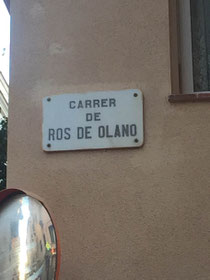 CARRER
DE
ROS DE OLANO